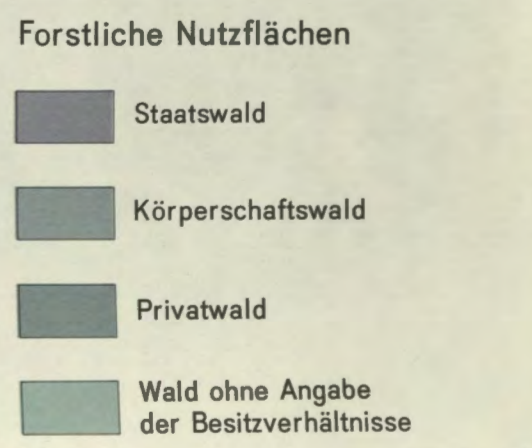 Forstliche Nutzflächen
Staatswald
Körperschaftswald
Privatwald
Wald ohne Angabe
der Besitzverhältnisse